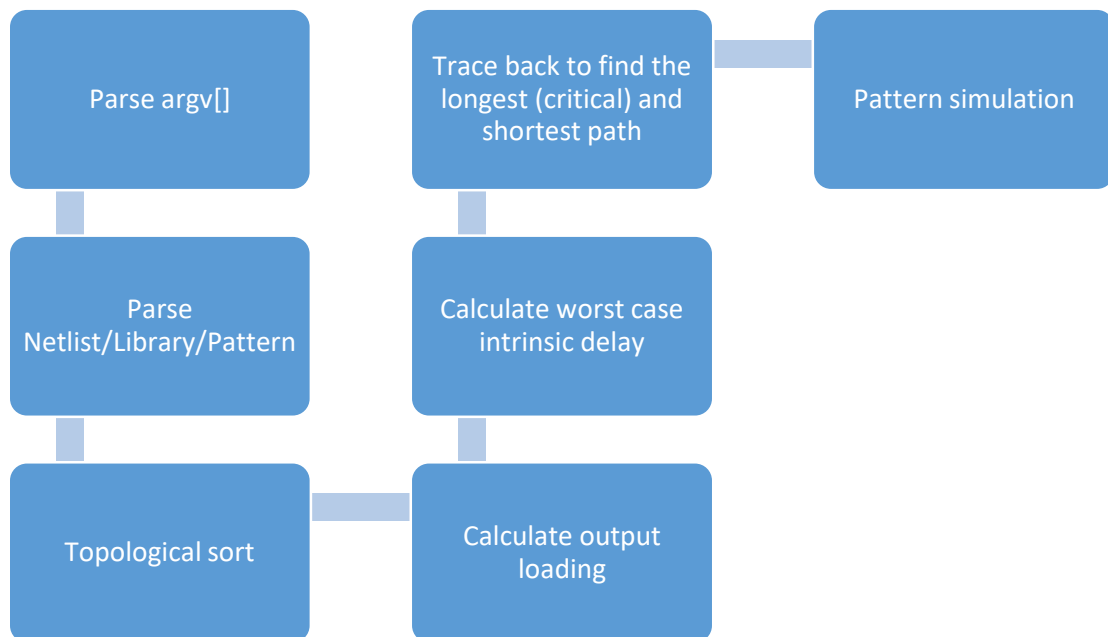 Parse argv[]
Parse
Netlist/Library/Pattern
Topological sort
Calculate output
loading
Calculate worst case
intrinsic delay
Trace back to find the
longest (critical) and
shortest path
Pattern simulation